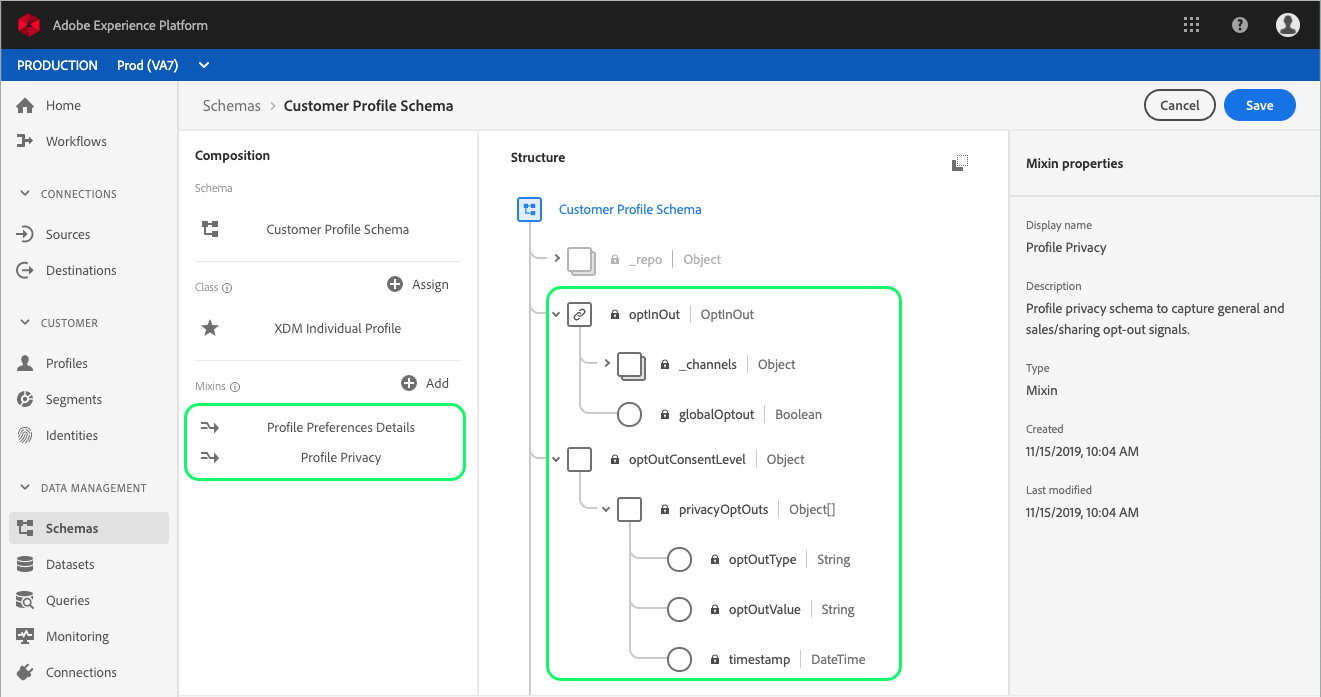 Adobe Experience Platform
PRODUCTION Prod (VA7)
Home
Workflows
CONNECTIONS
Sources
Destinations
CUSTOMER
Profiles
Segments
Identities
DATA MANAGEMENT
Schemas
Datasets
Queries
Monitoring
Connections
Schemas > Customer Profile Schema
Cancel Save
Composition
Schema
Customer Profile Schema
Class Assign
XDM Individual Profile
Mixins Add
Profile Preferences Details
Profile Privacy
Structure
Customer Profile Schema
_repo Object
optInOut OptInOut
_channels Object
globalOptout Boolean
optOutConsentLevel Object
privacyOptOuts Object[]
optOutType String
optOutValue String
timestamp DateTime
Mixin properties
Display name
Profile Privacy
Description
Profile privacy schema to capture general and
sales/sharing opt-out signals.
Type
Mixin
Created
11/15/2019, 10:04 AM
Last modified
11/15/2019, 10:04 AM